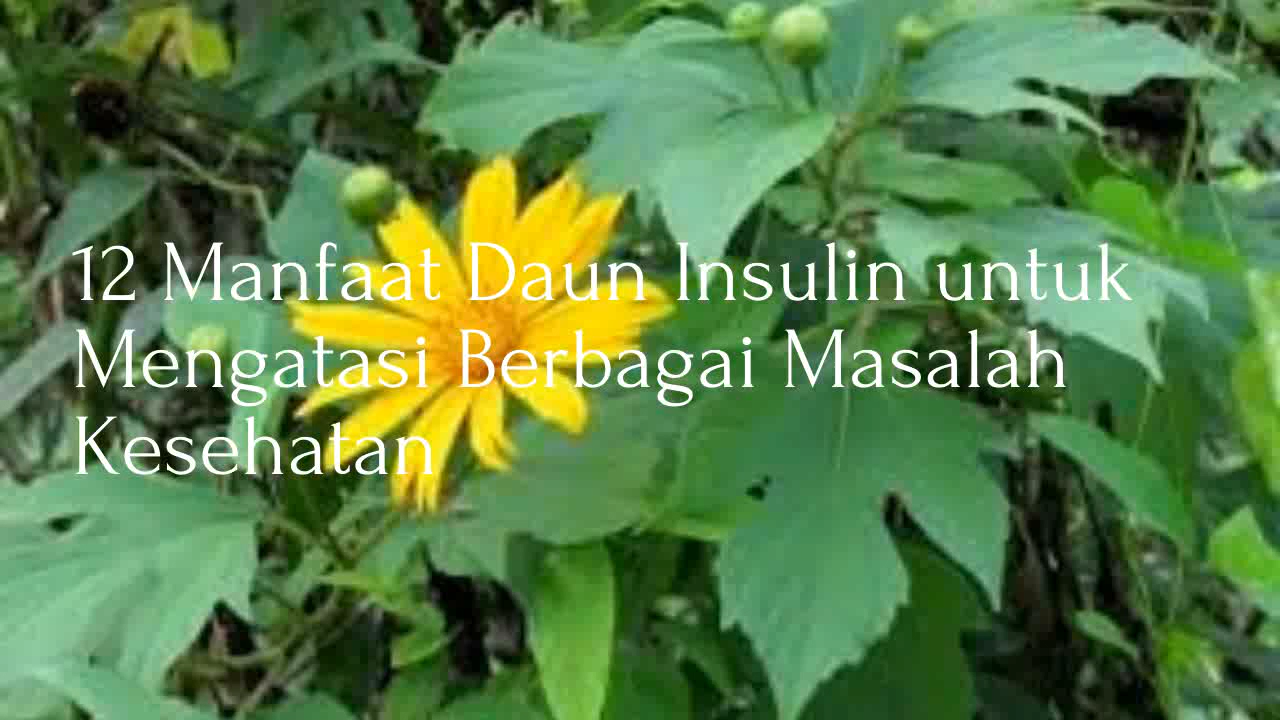 12 Manfaat Daun Insulin untuk
Mengatasi Berbagai Masalah
Kesehatan